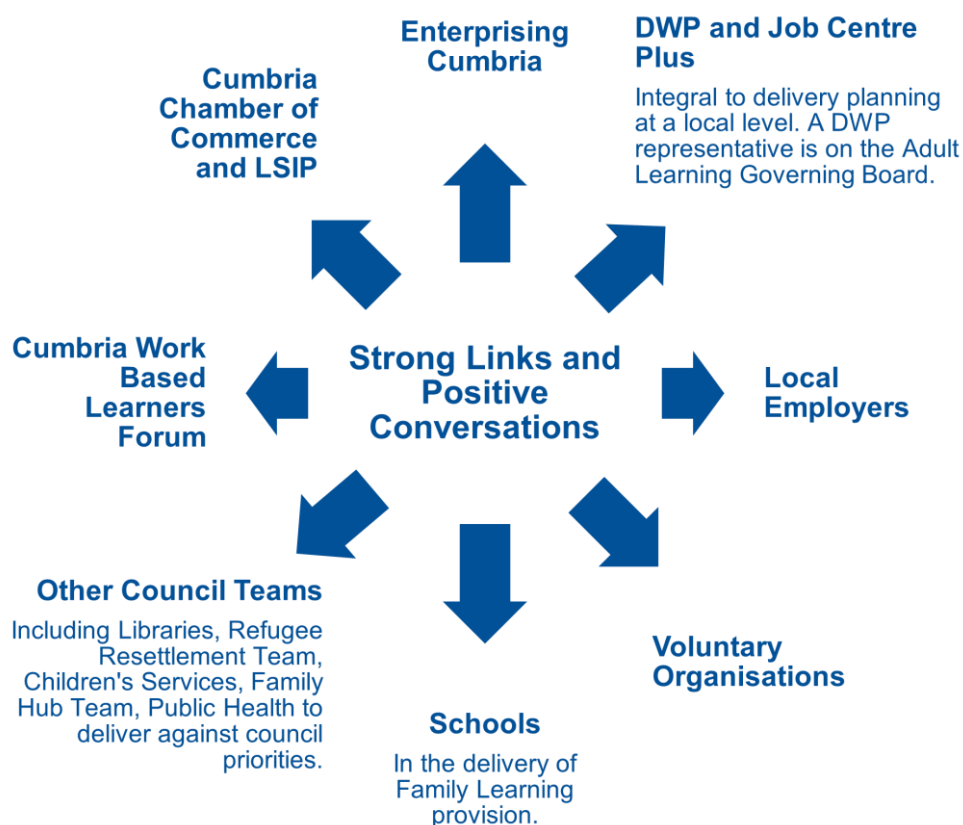 Enterprising
Cumbria
DWP and Job Centre
Plus
Integral to delivery planning
at a local level. A DWP
representative is on the Adult
Learning Governing Board.
Cumbria
Chamber of
Commerce
and LSIP
Strong Links and
Positive
Conversations
Cumbria Work
Based
Learners
Forum
Local
Employers
Other Council Teams
Including Libraries, Refugee
Resettlement Team,
Children's Services, Family
Hub Team, Public Health to
deliver against council
priorities.
Voluntary
Organisations
Schools
In the delivery of
Family Learning
provision.